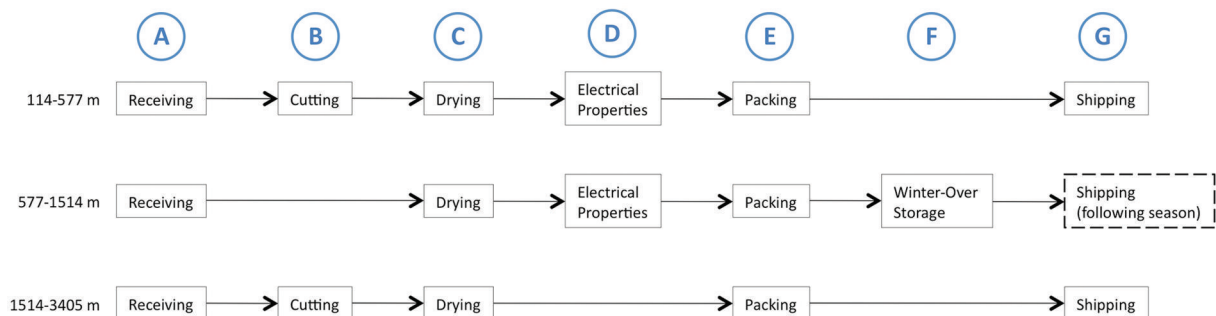 A B C D E F G
114-577 m Receiving Cutting Drying Electrical Properties Packing Shipping
577-1514 m Receiving Drying Electrical Properties Packing Winter-Over Storage Shipping (following season)
1514-3405 m Receiving Cutting Drying Packing Shipping